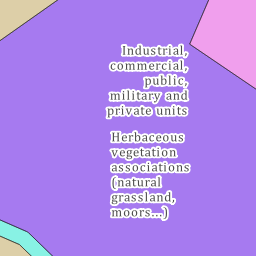 Industrial,
commercial,
public,
military and
private units
Herbaceous
vegetation
associations
(natural
grassland,
moors...)